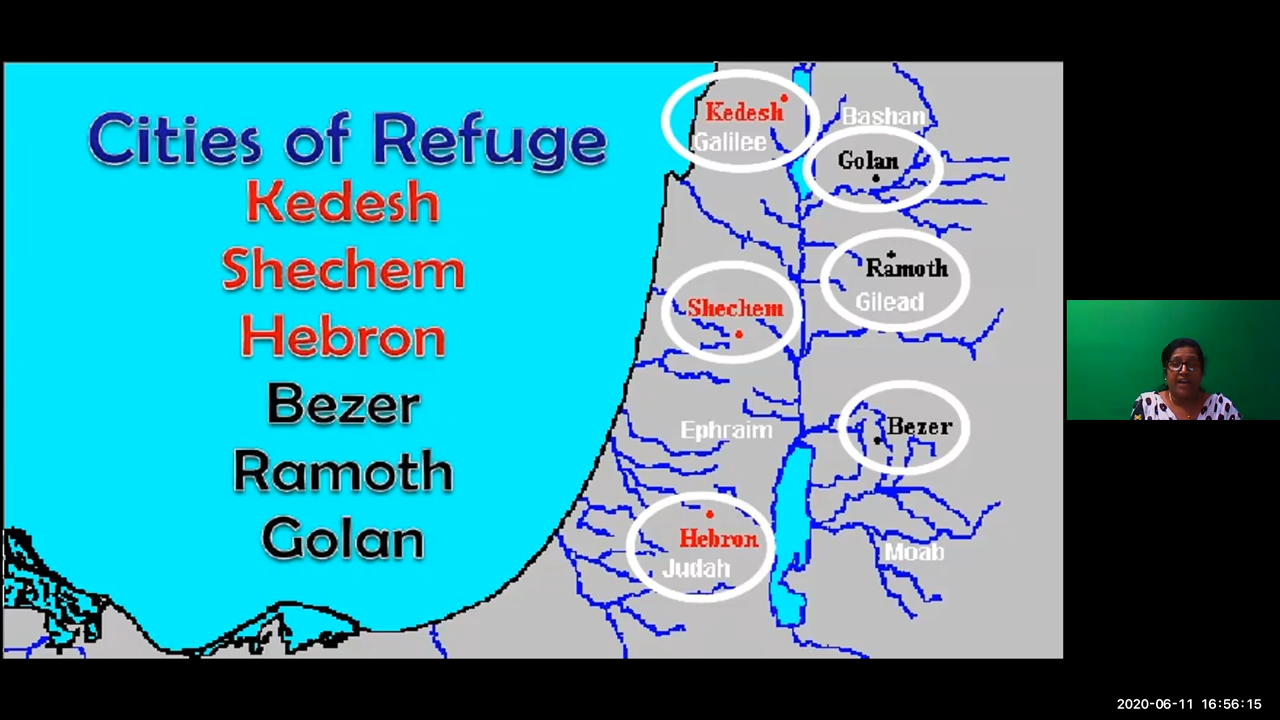 Cities of Refuge
Kedesh
Shechem
Hebron
Bezer
Ramoth
Golan
Kedesh
Galilee
Bashan
Golan
Ramoth
Gilead
Shechem
Ephraim
Bezer
Hebron
Judah
Moab
2020-06-11 16:56:15